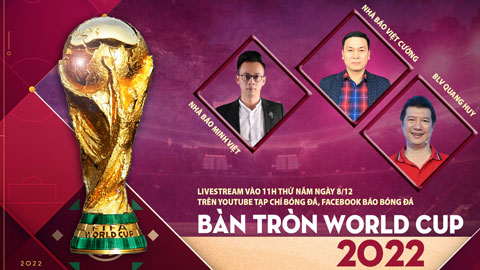 NHÀ BÁO MINH VIỆT
NHÀ BÁO VIỆT CƯỜNG
BLV QUANG HUY
LIVESTREAM VÀO 11H THỨ NĂM NGÀY 8/12
TRÊN YOUTUBE TẠP CHÍ BÓNG ĐÁ, FACEBOOK BÁO BÓNG ĐÁ
BÀN TRÒN WORLD CUP
2022
FIFA
WORLD CUP
2022